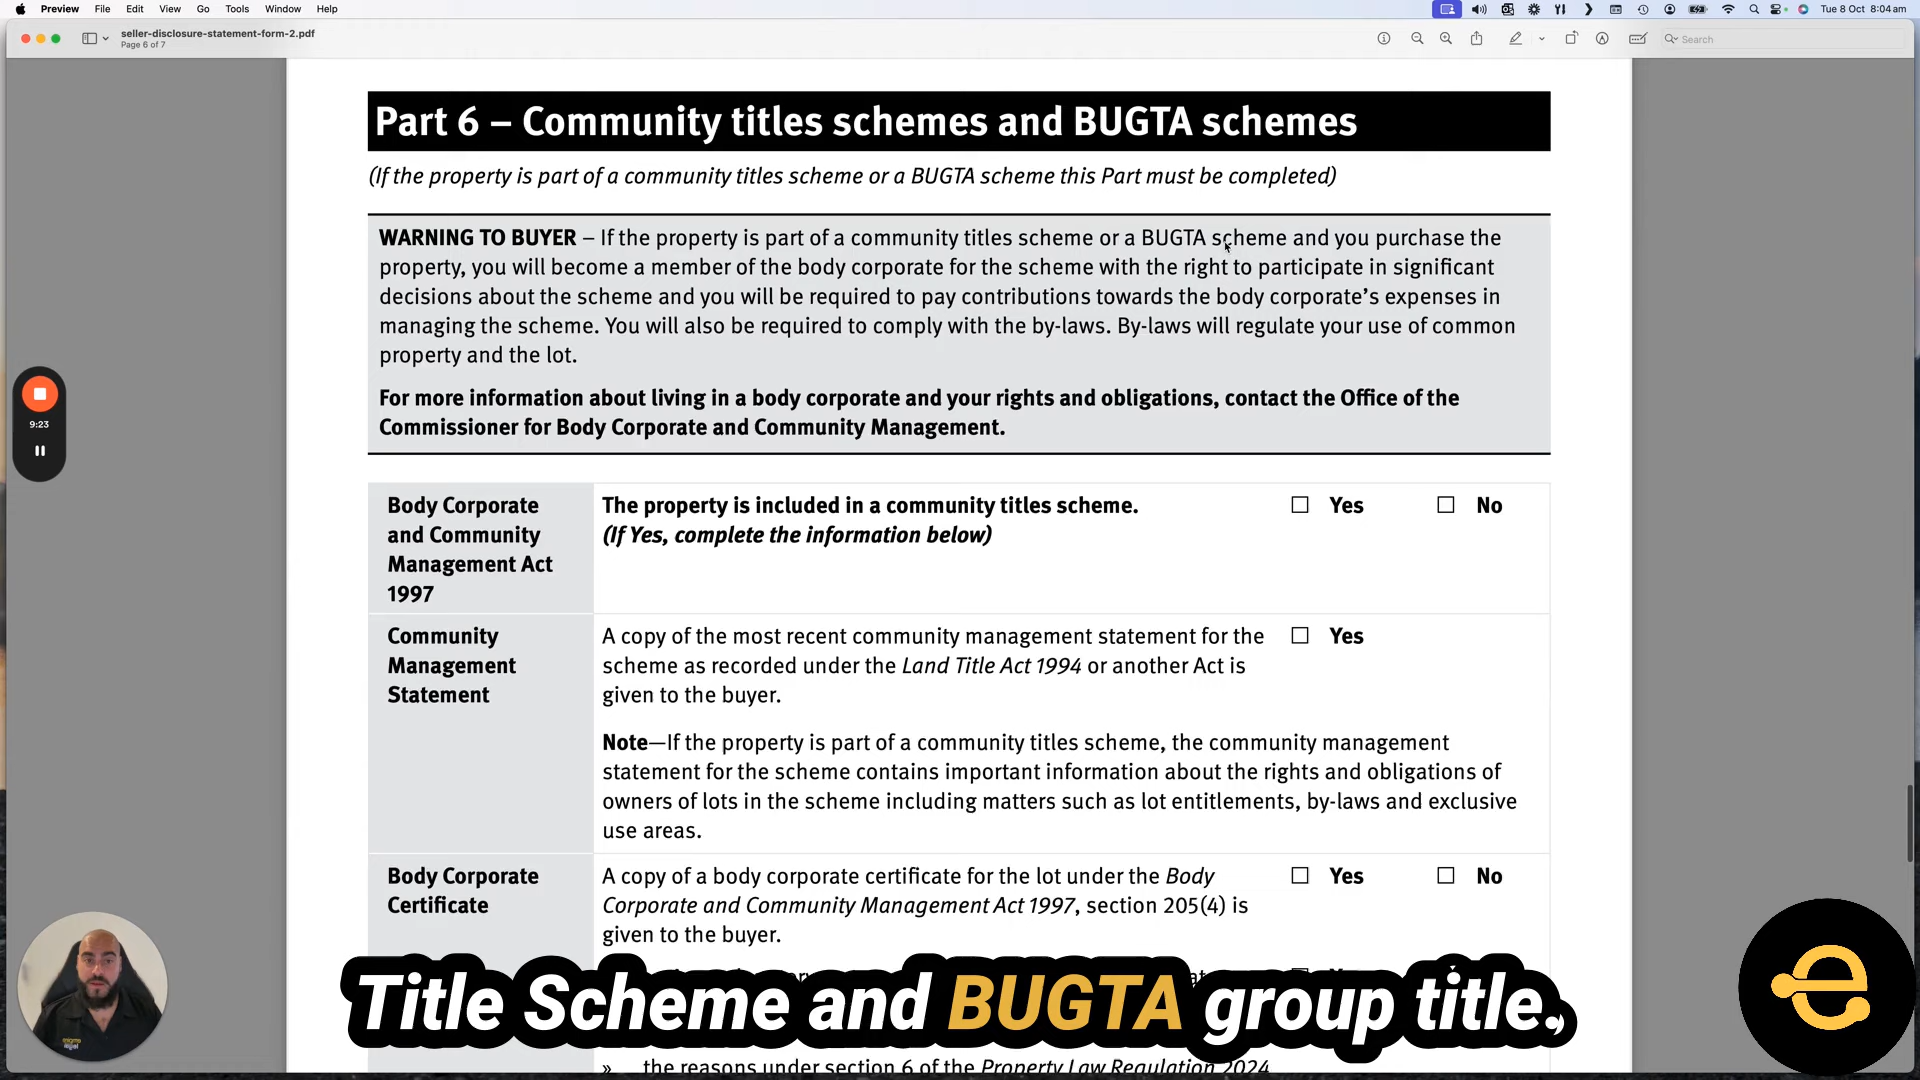 Preview File Edit View Go Tools Window Help
Tue 8 Oct 8:04 am
seller-disclosure-statement-form-2.pdf
Page 6 of 7
Search
Part 6 – Community titles schemes and BUGTA schemes
(If the property is part of a community titles scheme or a BUGTA scheme this Part must be completed)
WARNING TO BUYER – If the property is part of a community titles scheme or a BUGTA scheme and you purchase the
property, you will become a member of the body corporate for the scheme with the right to participate in significant
decisions about the scheme and you will be required to pay contributions towards the body corporate’s expenses in
managing the scheme. You will also be required to comply with the by-laws. By-laws will regulate your use of common
property and the lot.
For more information about living in a body corporate and your rights and obligations, contact the Office of the
Commissioner for Body Corporate and Community Management.
9:23
Body Corporate
and Community
Management Act
1997
The property is included in a community titles scheme.
(If Yes, complete the information below)
☐ Yes ☐ No
Community
Management
Statement
A copy of the most recent community management statement for the
scheme as recorded under the Land Title Act 1994 or another Act is
given to the buyer.
☐ Yes
Note—If the property is part of a community titles scheme, the community management
statement for the scheme contains important information about the rights and obligations of
owners of lots in the scheme including matters such as lot entitlements, by-laws and exclusive
use areas.
Body Corporate
Certificate
A copy of a body corporate certificate for the lot under the Body
Corporate and Community Management Act 1997, section 205(4) is
given to the buyer.
☐ Yes ☐ No
Title Scheme and BUGTA group title.
» the reasons under section 6 of the Property Law Regulation 2024